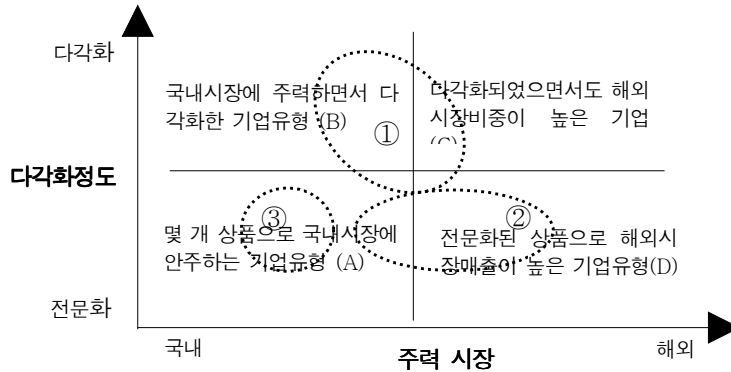 다각화
국내시장에 주력하면서 다
각화한 기업유형 (B)
①
다각화되었으면서도 해외
시장비중이 높은 기업
다각화정도
③
몇 개 상품으로 국내시장에
안주하는 기업유형 (A)
②
전문화된 상품으로 해외시
장매출이 높은 기업유형(D)
전문화
국내
주력 시장
해외